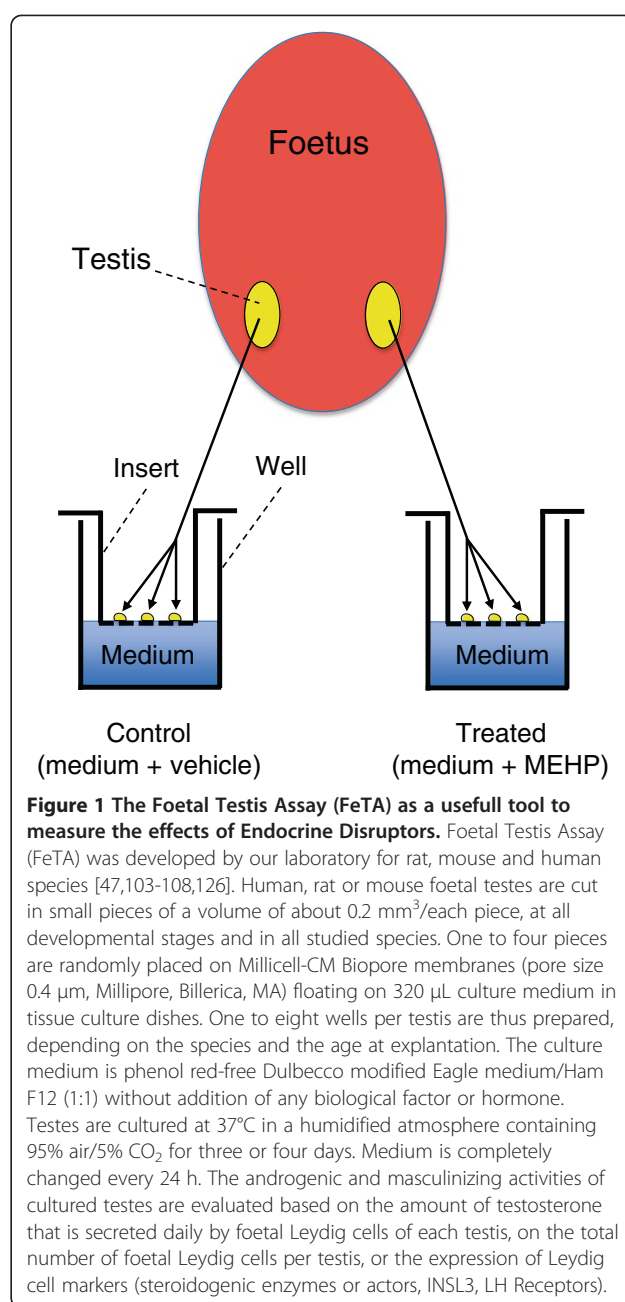 Foetus
Testis
Insert
Well
Medium
Medium
Control
(medium + vehicle)
Treated
(medium + MEHP)
Figure 1 The Foetal Testis Assay (FeTA) as a usefull tool to
measure the effects of Endocrine Disruptors. Foetal Testis Assay
(FeTA) was developed by our laboratory for rat, mouse and human
species [47,103-108,126]. Human, rat or mouse foetal testes are cut
in small pieces of a volume of about 0.2 mm³/each piece, at all
developmental stages and in all studied species. One to four pieces
are randomly placed on Millicell-CM Biopore membranes (pore size
0.4 μm, Millipore, Billerica, MA) floating on 320 μL culture medium in
tissue culture dishes. One to eight wells per testis are thus prepared,
depending on the species and the age at explantation. The culture
medium is phenol red-free Dulbecco modified Eagle medium/Ham
F12 (1:1) without addition of any biological factor or hormone.
Testes are cultured at 37°C in a humidified atmosphere containing
95% air/5% CO₂ for three or four days. Medium is completely
changed every 24 h. The androgenic and masculinizing activities of
cultured testes are evaluated based on the amount of testosterone
that is secreted daily by foetal Leydig cells of each testis, on the total
number of foetal Leydig cells per testis, or the expression of Leydig
cell markers (steroidogenic enzymes or actors, INSL3, LH Receptors).